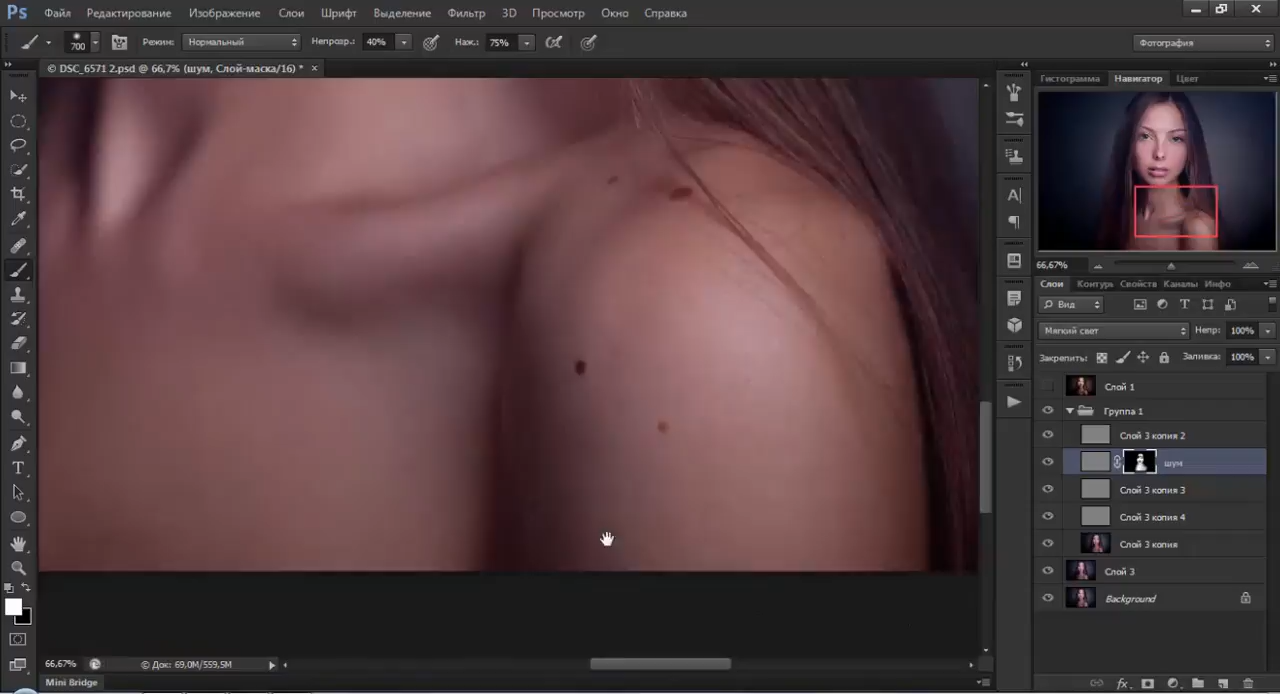 Ps Файл Редактирование Изображение Слои Шрифт Выделение Фильтр 3D Просмотр Окно Справка
700 Режим: Нормальный Непрозр.: 40% Наж.: 75% Фотография
© DSC_6571 2.psd @ 66,7% (шум, Слой-маска/16) * ×
Гистограмма Навигатор Цвет
66,67%
Слои Контуры Свойств Каналы Инфо
Вид
Мягкий свет Непр: 100%
Закрепить: Заливка: 100%
Слой 1
Группа 1
Слой 3 копия 2
шум
Слой 3 копия 3
Слой 3 копия 4
Слой 3 копия
Слой 3
Background
66,67% © Док: 69,0M/559,5M
Mini Bridge